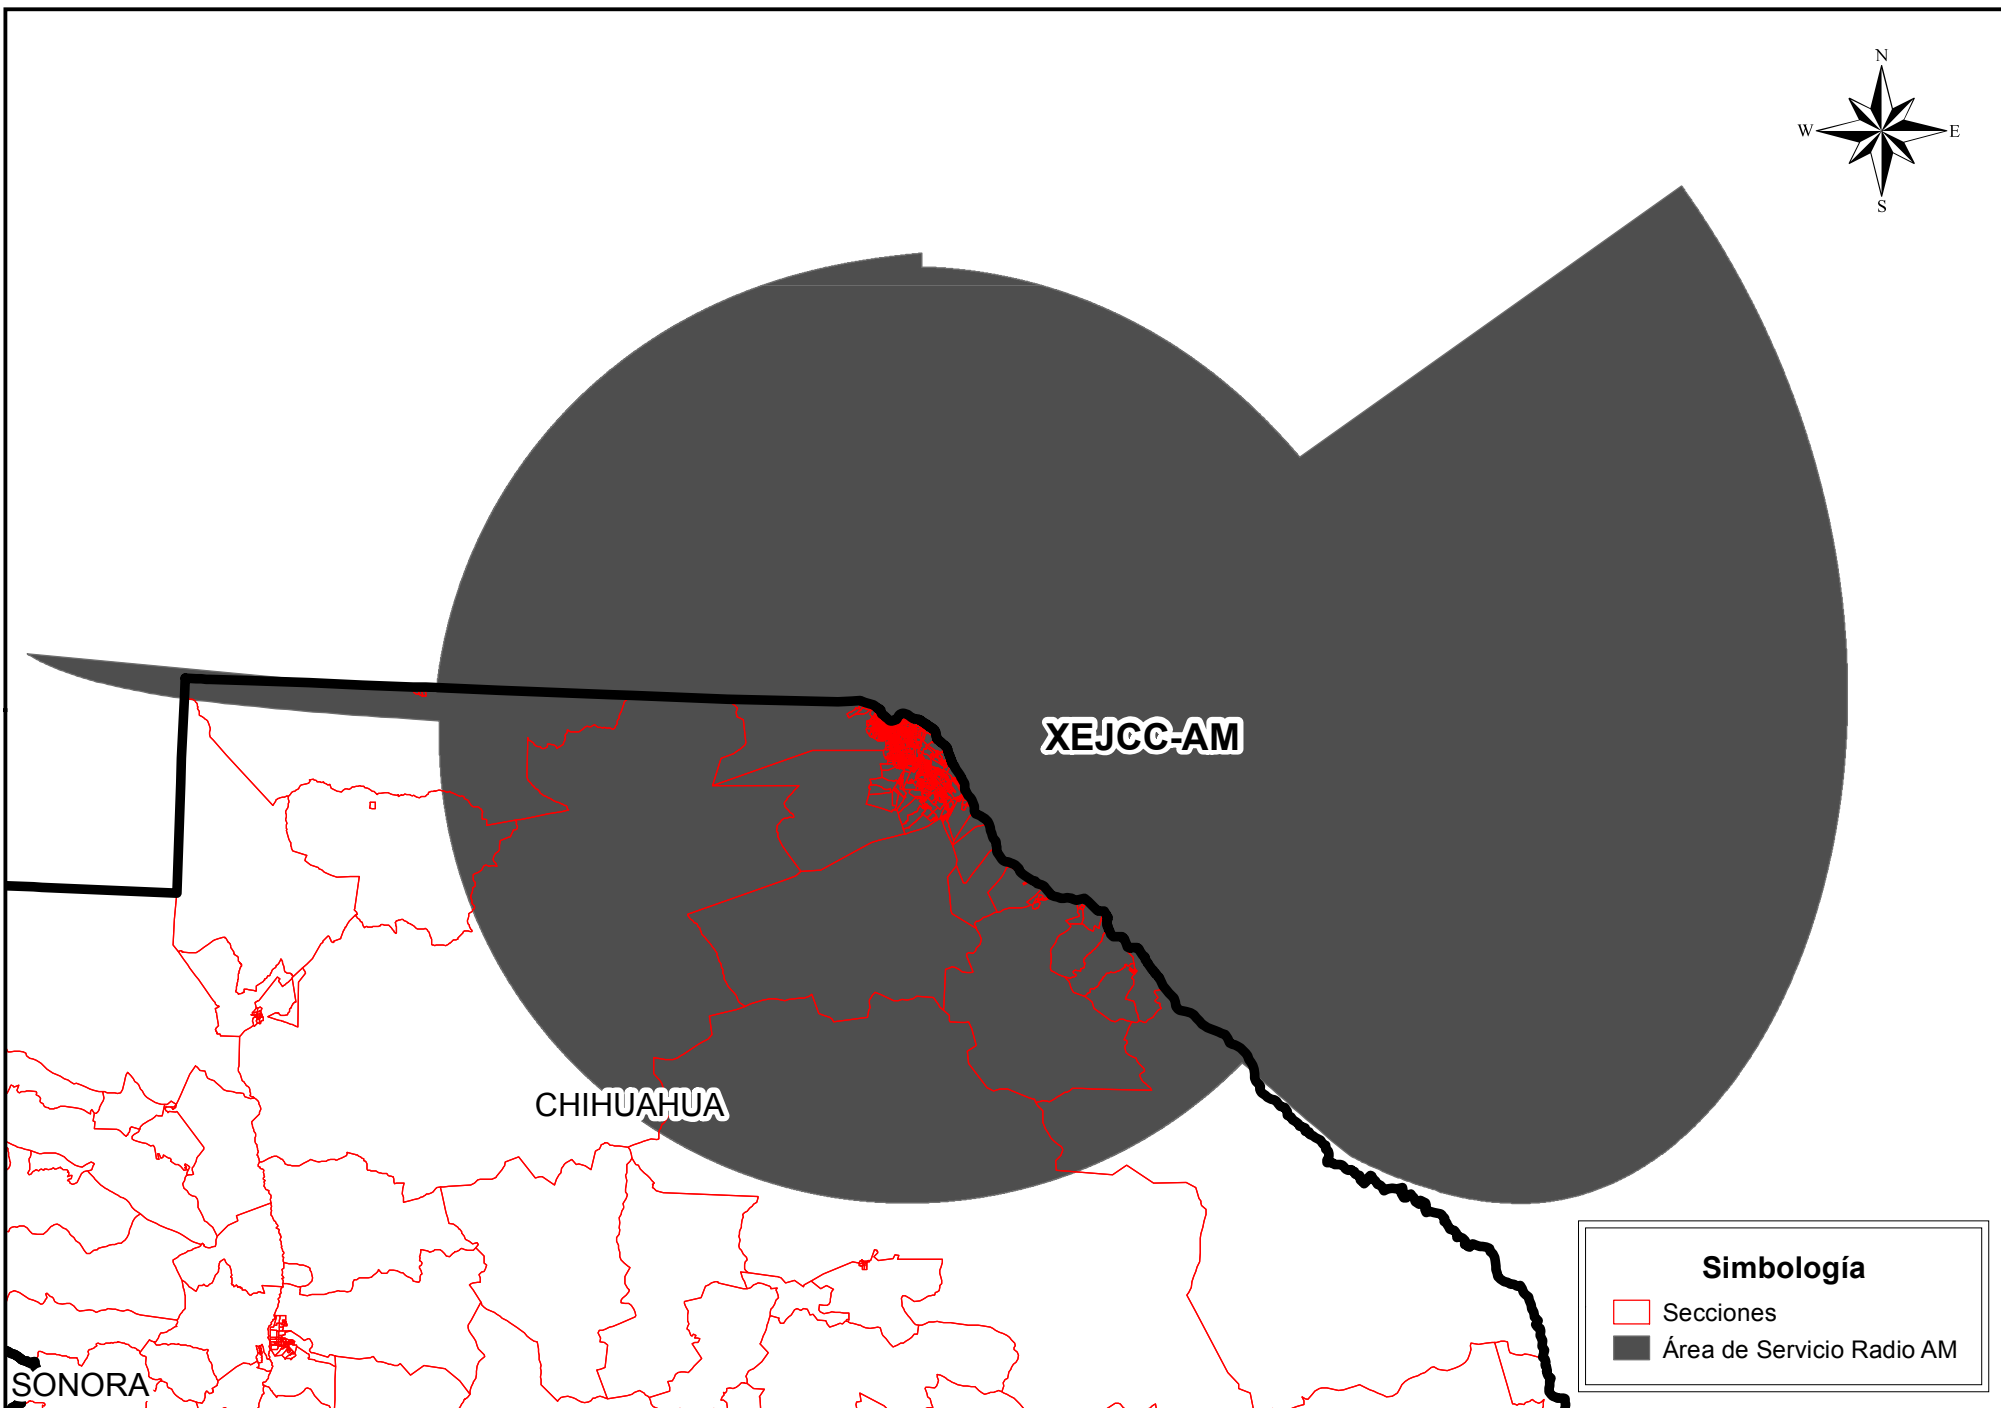 N
W E
S
XEJCC-AM
CHIHUAHUA
Simbología
Secciones
Área de Servicio Radio AM
SONORA